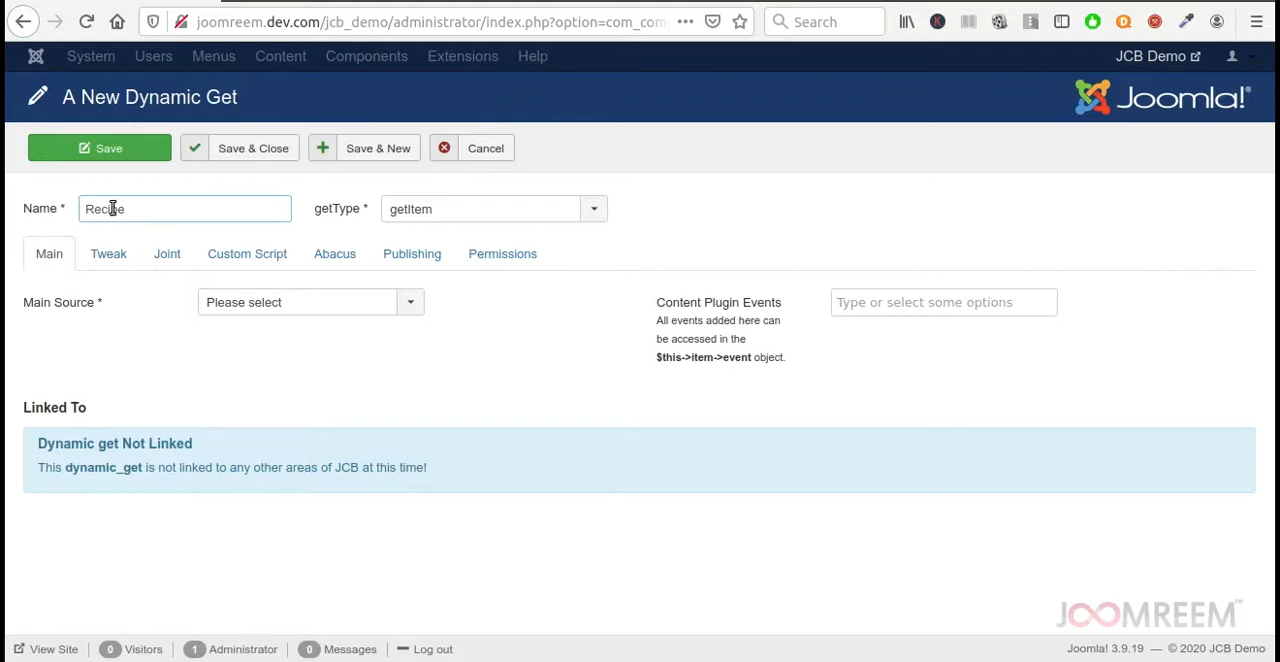 joomreem.dev.com/jcb_demo/administrator/index.php?option=com_com
Search
System Users Menus Content Components Extensions Help
JCB Demo
A New Dynamic Get
Joomla!®
Save
Save & Close
Save & New
Cancel
Name *
Recipe
getType *
getItem
Main Tweak Joint Custom Script Abacus Publishing Permissions
Main Source *
Please select
Content Plugin Events
Type or select some options
All events added here can
be accessed in the
$this->item->event object.
Linked To
Dynamic get Not Linked
This dynamic_get is not linked to any other areas of JCB at this time!
JOOMREEM™
View Site 0 Visitors 1 Administrator 0 Messages Log out
Joomla! 3.9.19 — © 2020 JCB Demo